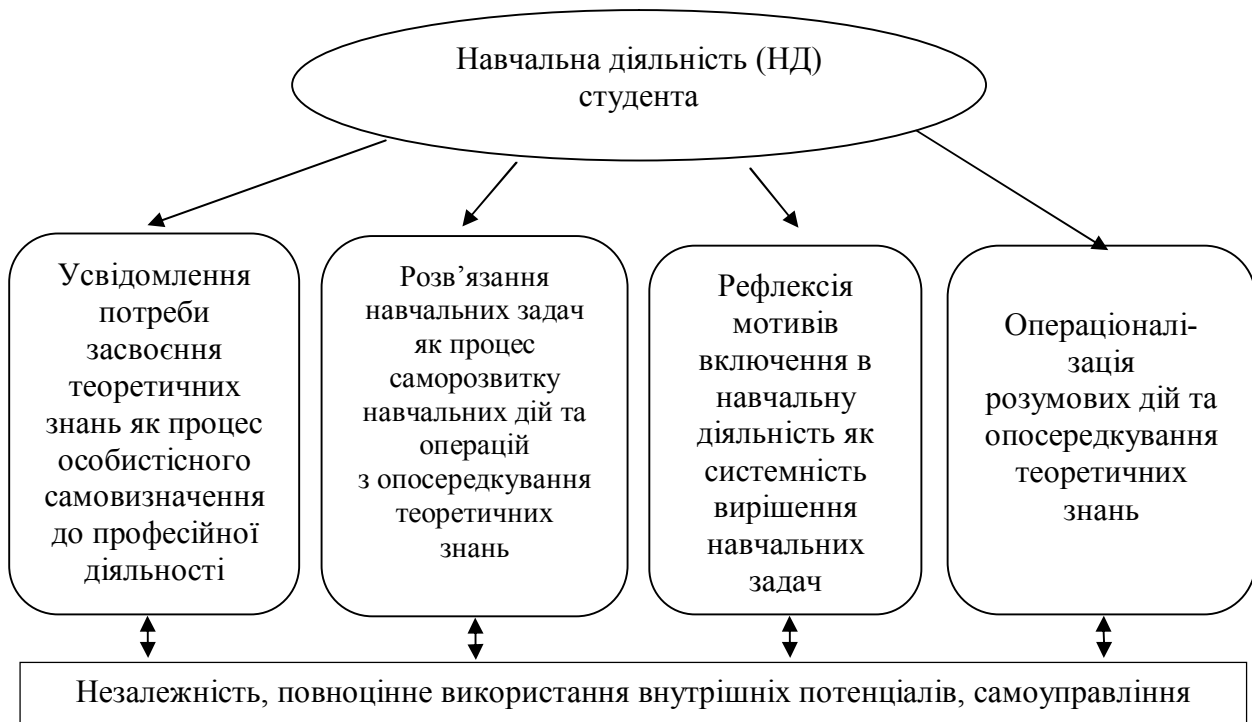 Навчальна діяльність (НД)
студента
Усвідомлення
потреби
засвоєння
теоретичних
знань як процес
особистісного
самовизначення
до професійної
діяльності
Розв’язання
навчальних задач
як процес
саморозвитку
навчальних дій та
операцій
з опосередкування
теоретичних
знань
Рефлексія
мотивів
включення в
навчальну
діяльність як
системність
вирішення
навчальних
задач
Операціоналі-
зація
розумових дій та
опосередкування
теоретичних
знань
Незалежність, повноцінне використання внутрішніх потенціалів, самоуправління